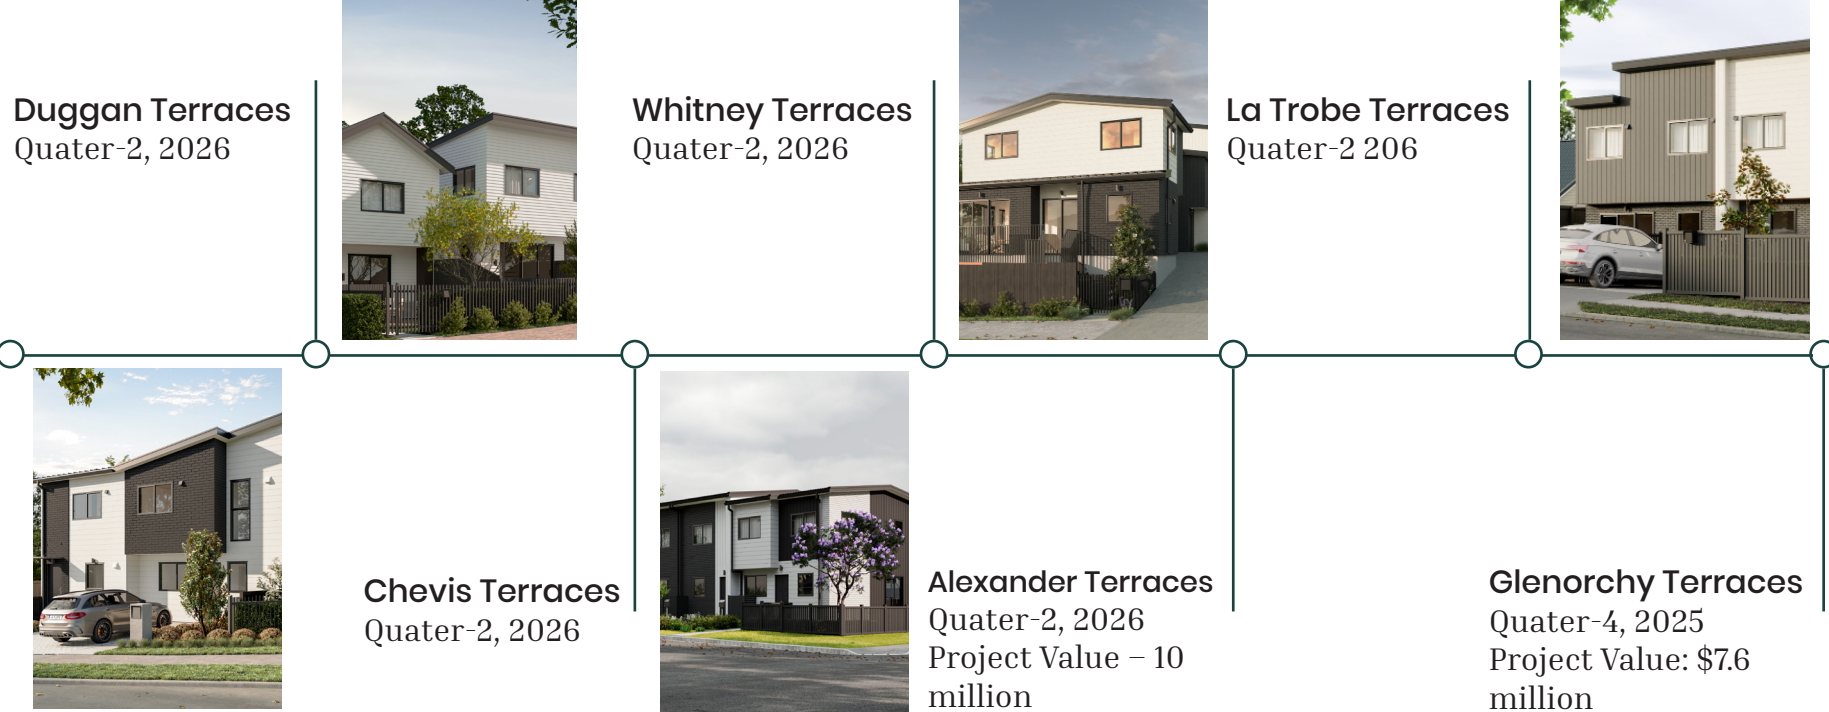 Duggan Terraces
Quater-2, 2026
Whitney Terraces
Quater-2, 2026
La Trobe Terraces
Quater-2 206
Chevis Terraces
Quater-2, 2026
Alexander Terraces
Quater-2, 2026
Project Value – 10
million
Glenorchy Terraces
Quater-4, 2025
Project Value: $7.6
million